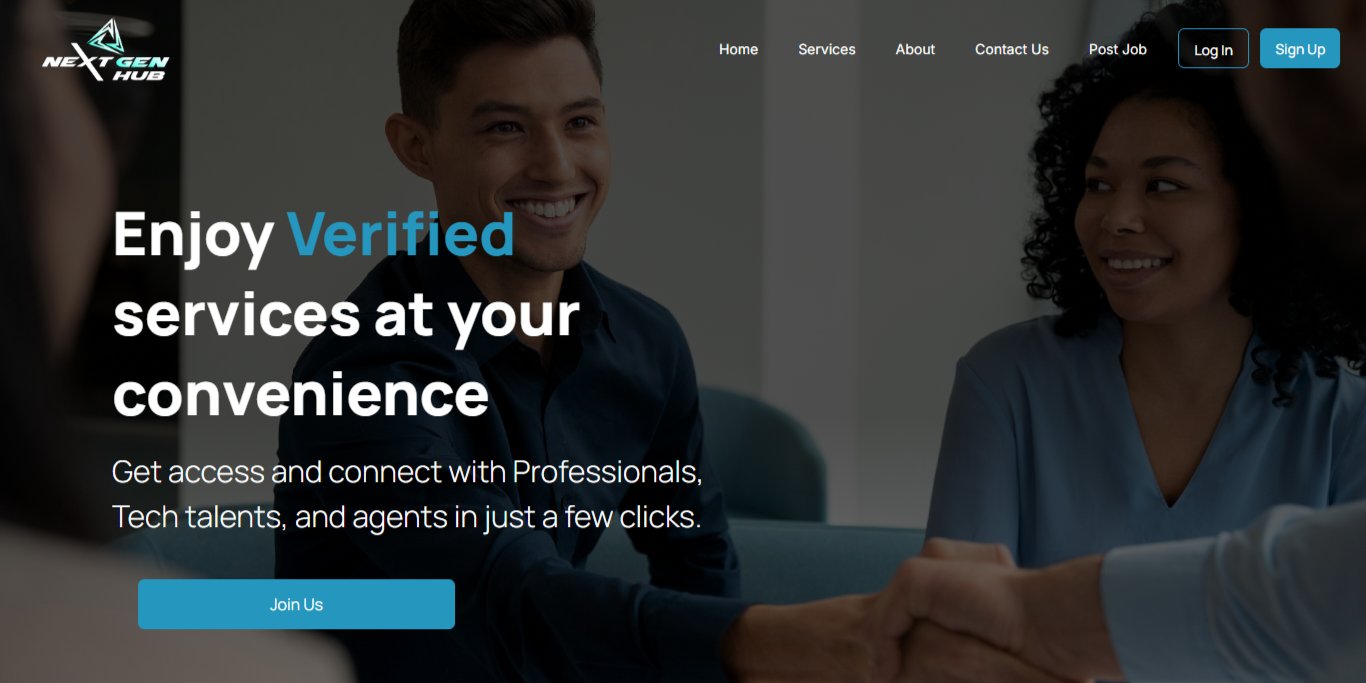 NEXT GEN
HUB
Home Services About Contact Us Post Job Log In Sign Up
Enjoy Verified
services at your
convenience
Get access and connect with Professionals,
Tech talents, and agents in just a few clicks.
Join Us